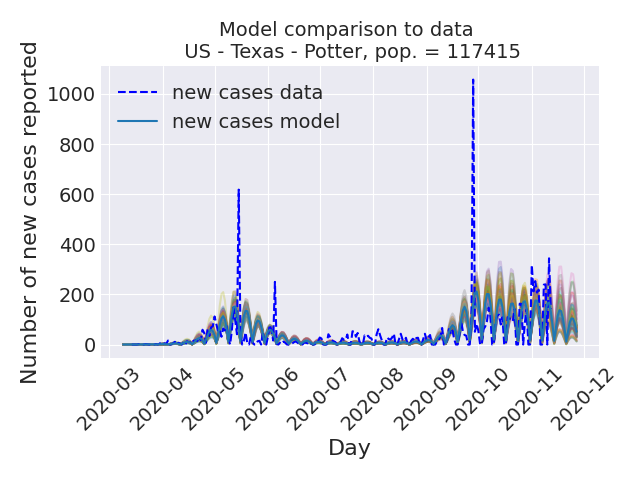 Model comparison to data
US - Texas - Potter, pop. = 117415
Number of new cases reported
1000
800
600
400
200
0
new cases data
new cases model
2020-03
2020-04
2020-05
2020-06
2020-07
2020-08
2020-09
2020-10
2020-11
2020-12
Day